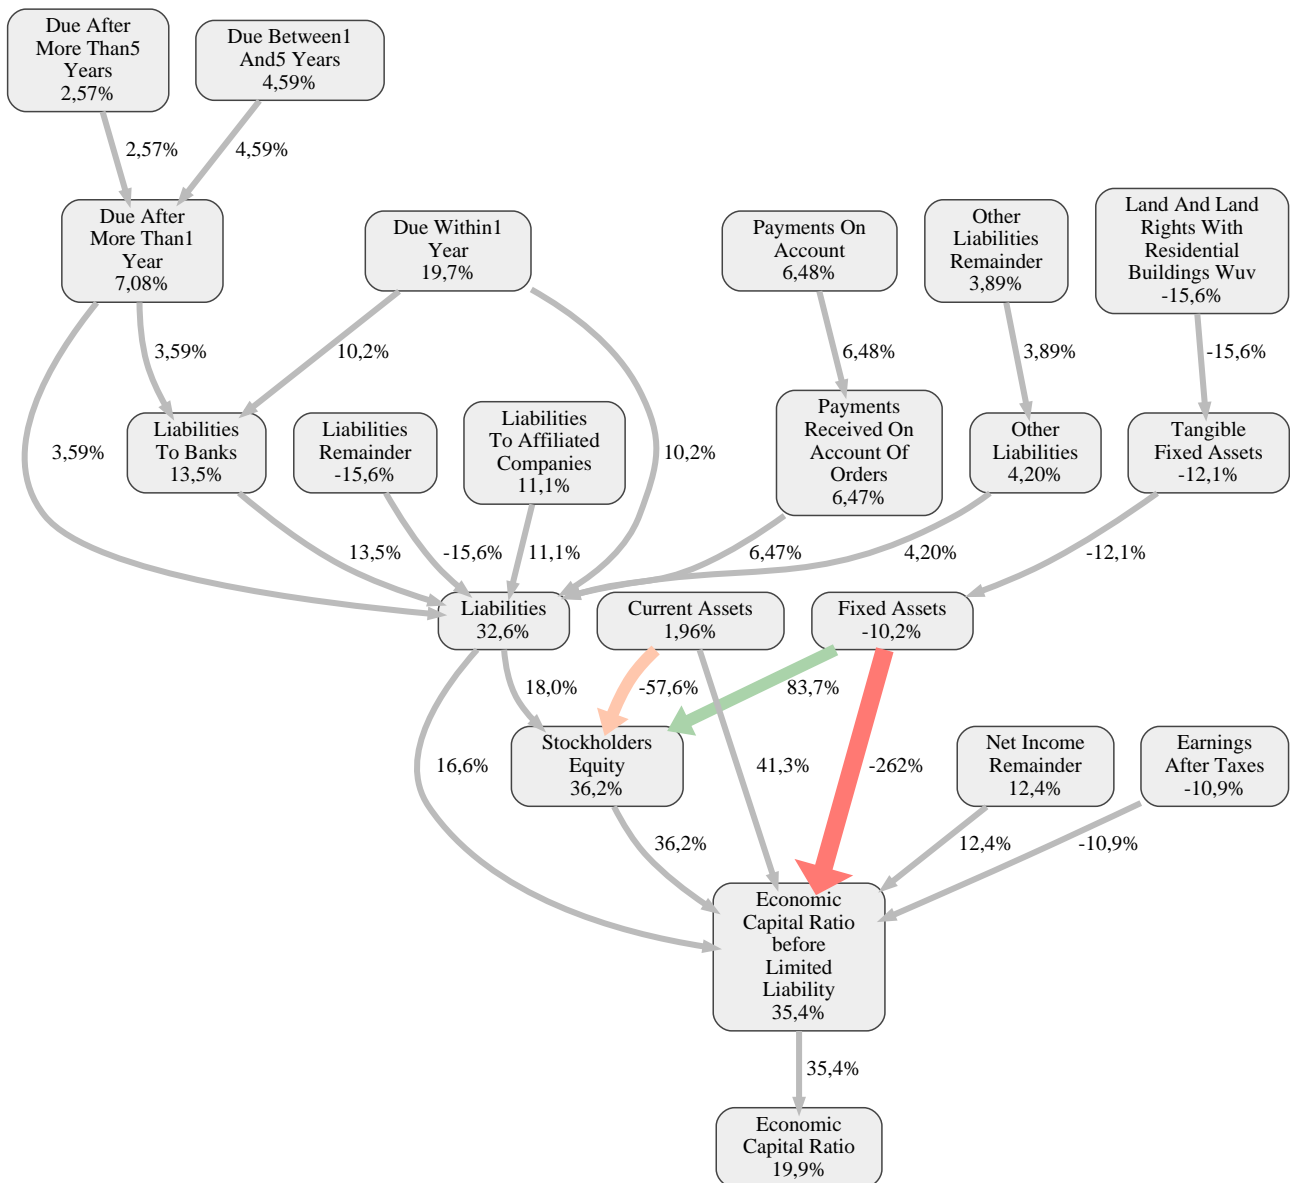 Due After
More Than5
Years
2,57%
Due Between1
And5 Years
4,59%
2,57%
4,59%
Due After
More Than1
Year
7,08%
Due Within1
Year
19,7%
Payments On
Account
6,48%
Other
Liabilities
Remainder
3,89%
Land And Land
Rights With
Residential
Buildings Wuv
-15,6%
3,59%
10,2%
6,48%
3,89%
-15,6%
3,59%
Liabilities
To Banks
13,5%
Liabilities
Remainder
-15,6%
Liabilities
To Affiliated
Companies
11,1%
10,2%
Payments
Received On
Account Of
Orders
6,47%
Other
Liabilities
4,20%
Tangible
Fixed Assets
-12,1%
13,5%
-15,6%
11,1%
6,47%
4,20%
-12,1%
Liabilities
32,6%
Current Assets
1,96%
Fixed Assets
-10,2%
18,0%
-57,6%
83,7%
16,6%
Stockholders
Equity
36,2%
41,3%
-262%
Net Income
Remainder
12,4%
Earnings
After Taxes
-10,9%
36,2%
12,4%
-10,9%
Economic
Capital Ratio
before
Limited
Liability
35,4%
35,4%
Economic
Capital Ratio
19,9%